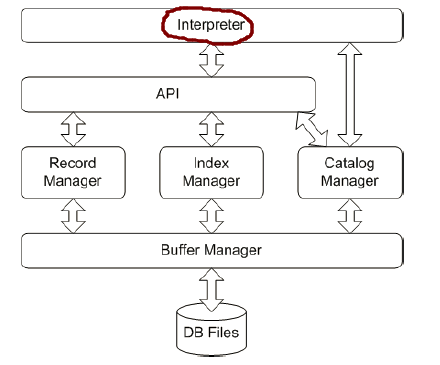 Interpreter
API
Record
Manager
Index
Manager
Catalog
Manager
Buffer Manager
DB Files